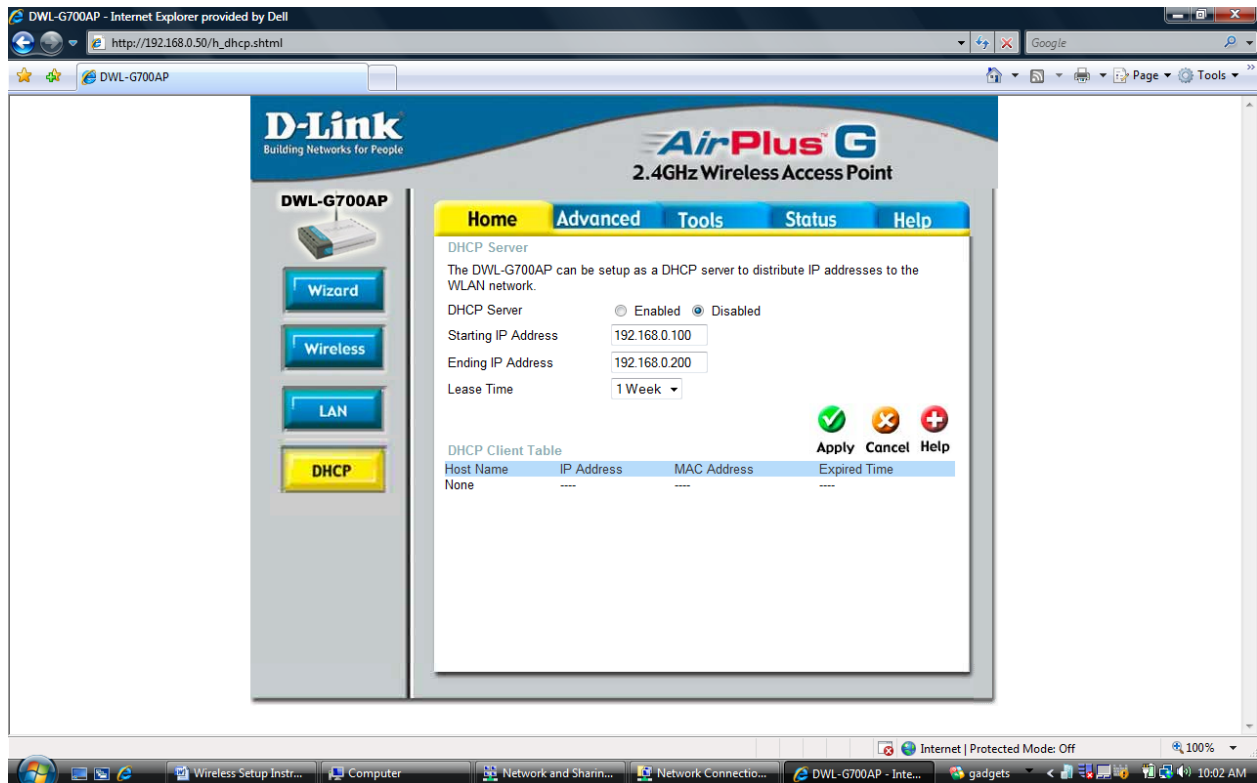 DWL-G700AP - Internet Explorer provided by Dell
http://192.168.0.50/h_dhcp.shtml
Google
DWL-G700AP
Page
Tools
D-Link
Building Networks for People
AirPlus™ G
2.4GHz Wireless Access Point
DWL-G700AP
Home Advanced Tools Status Help
Wizard
Wireless
LAN
DHCP
DHCP Server
The DWL-G700AP can be setup as a DHCP server to distribute IP addresses to the
WLAN network.
DHCP Server Enabled Disabled
Starting IP Address 192.168.0.100
Ending IP Address 192.168.0.200
Lease Time 1 Week
Apply Cancel Help
DHCP Client Table
Host Name IP Address MAC Address Expired Time
None ---- ---- ----
Internet | Protected Mode: Off 100%
Wireless Setup Instr... Computer Network and Sharin... Network Connectio... DWL-G700AP - Inte... gadgets 10:02 AM